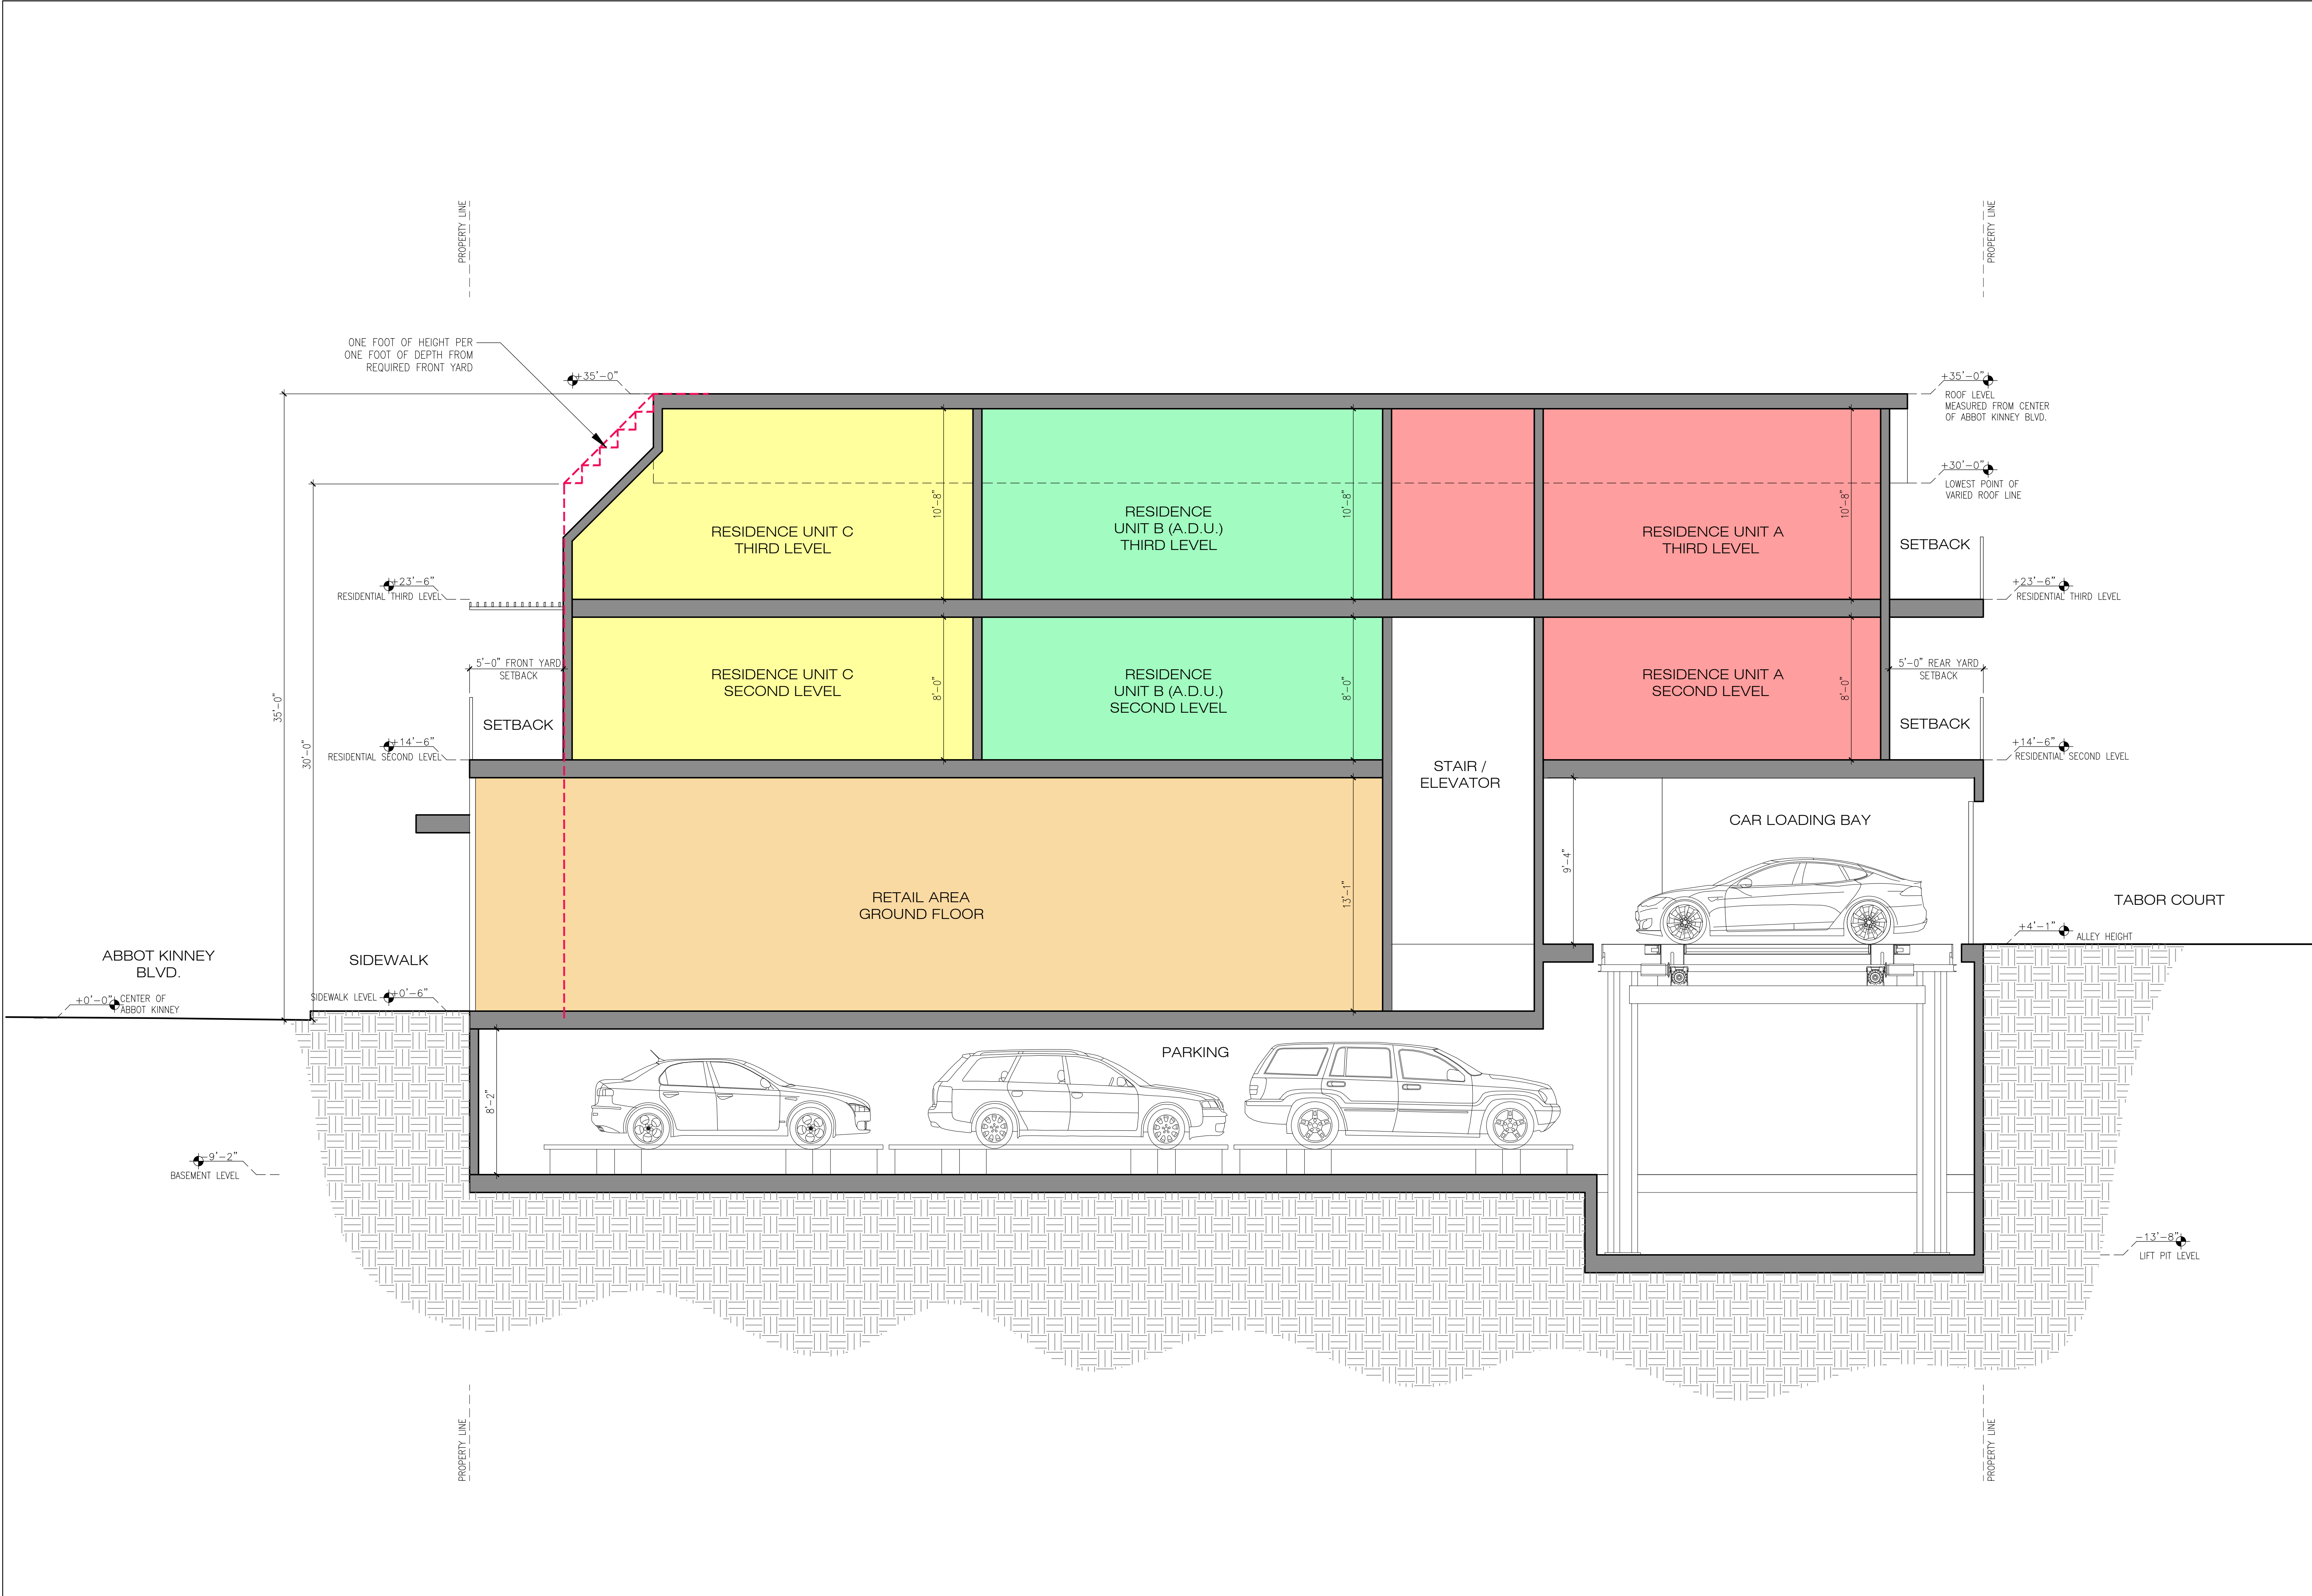 PROPERTY LINE
PROPERTY LINE
ONE FOOT OF HEIGHT PER
ONE FOOT OF DEPTH FROM
REQUIRED FRONT YARD
+35'-0"
+35'-0"
ROOF LEVEL
MEASURED FROM CENTER
OF ABBOT KINNEY BLVD.
+30'-0"
LOWEST POINT OF
VARIED ROOF LINE
10'-8"
10'-8"
10'-8"
RESIDENCE UNIT C
THIRD LEVEL
RESIDENCE
UNIT B (A.D.U.)
THIRD LEVEL
RESIDENCE UNIT A
THIRD LEVEL
SETBACK
+23'-6"
RESIDENTIAL THIRD LEVEL
+23'-6"
RESIDENTIAL THIRD LEVEL
5'-0" FRONT YARD
SETBACK
RESIDENCE UNIT C
SECOND LEVEL
8'-0"
RESIDENCE
UNIT B (A.D.U.)
SECOND LEVEL
8'-0"
RESIDENCE UNIT A
SECOND LEVEL
8'-0"
5'-0" REAR YARD
SETBACK
35'-0"
30'-0"
SETBACK
SETBACK
+14'-6"
RESIDENTIAL SECOND LEVEL
+14'-6"
RESIDENTIAL SECOND LEVEL
STAIR /
ELEVATOR
CAR LOADING BAY
9'-4"
RETAIL AREA
GROUND FLOOR
13'-1"
TABOR COURT
+4'-1"
ALLEY HEIGHT
ABBOT KINNEY
BLVD.
SIDEWALK
+0'-0"
CENTER OF
ABBOT KINNEY
SIDEWALK LEVEL
+0'-6"
PARKING
8'-2"
-9'-2"
BASEMENT LEVEL
-13'-8"
LIFT PIT LEVEL
PROPERTY LINE
PROPERTY LINE